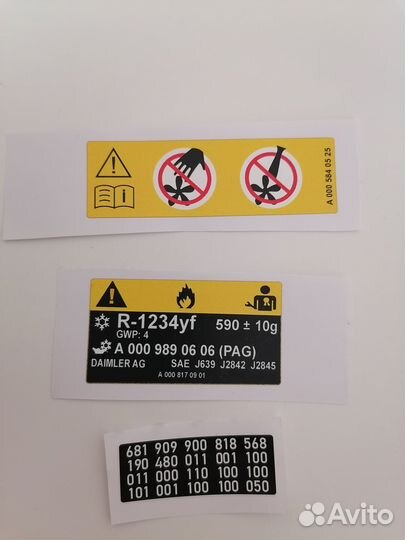 A 000 584 05 25
R-1234yf 590 ± 10g
GWP: 4
A 000 989 06 06 (PAG)
DAIMLER AG SAE J639 J2842 J2845
A 000 817 09 01
681 909 900 818 568
190 480 011 001 100
011 000 110 100 100
101 001 100 100 050
Avito